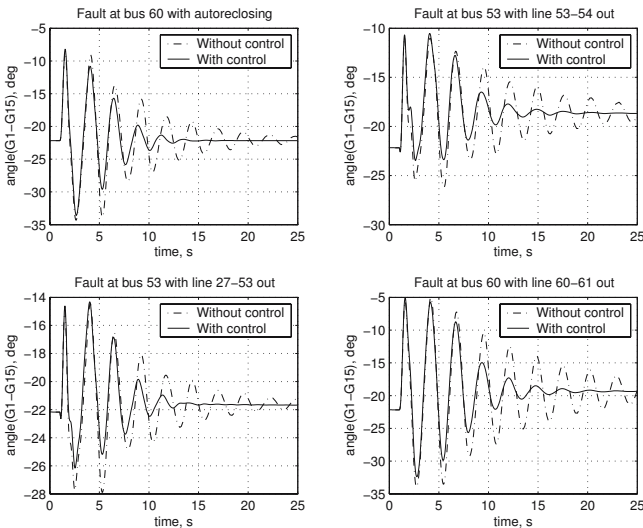 Fault at bus 60 with autoreclosing
Without control
With control
angle(G1−G15), deg
−5
−10
−15
−20
−25
−30
−35
0 5 10 15 20 25
time, s
Fault at bus 53 with line 53−54 out
Without control
With control
angle(G1−G15), deg
−10
−15
−20
−25
−30
0 5 10 15 20 25
time, s
Fault at bus 53 with line 27−53 out
Without control
With control
angle(G1−G15), deg
−14
−16
−18
−20
−22
−24
−26
−28
0 5 10 15 20 25
time, s
Fault at bus 60 with line 60−61 out
Without control
With control
angle(G1−G15), deg
−5
−10
−15
−20
−25
−30
−35
0 5 10 15 20 25
time, s